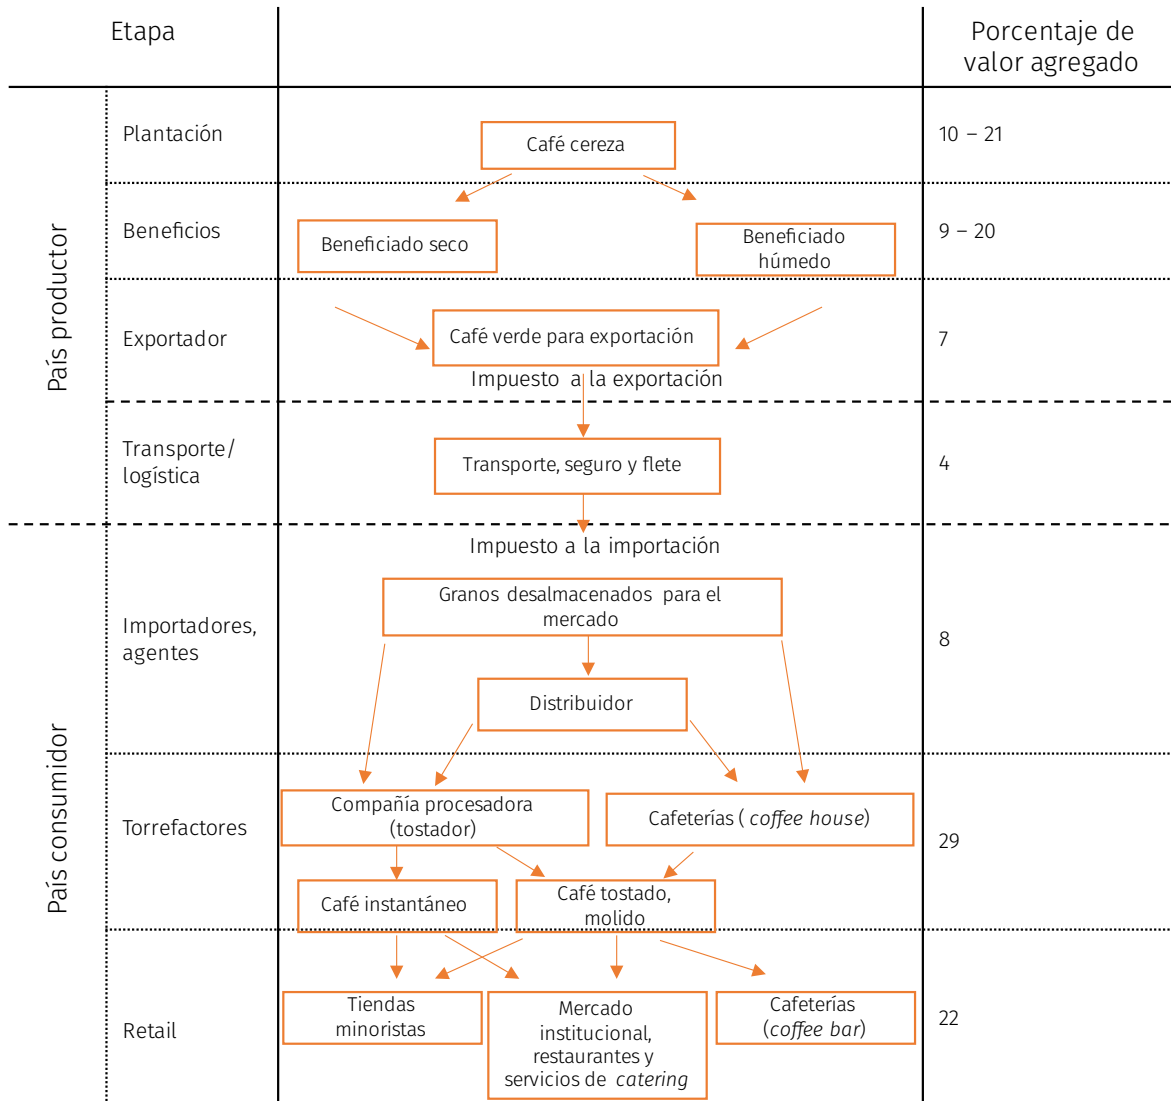 Etapa
Porcentaje de
valor agregado
País productor
Plantación
Café cereza
10 – 21
Beneficios
Beneficiado seco
Beneficiado
húmedo
9 – 20
Exportador
Café verde para exportación
7
Impuesto a la exportación
Transporte/
logística
Transporte, seguro y flete
4
País consumidor
Impuesto a la importación
Importadores,
agentes
Granos desalmacenados para el
mercado
8
Distribuidor
Torrefactores
Compañía procesadora
(tostador)
Cafeterías ( coffee house)
29
Café instantáneo
Café tostado,
molido
Retail
Tiendas
minoristas
Mercado
institucional,
restaurantes y
servicios de catering
Cafeterías
(coffee bar)
22